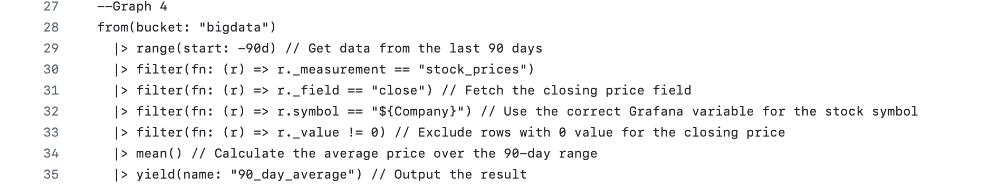 27 --Graph 4
28 from(bucket: "bigdata")
29 |> range(start: -90d) // Get data from the last 90 days
30 |> filter(fn: (r) => r._measurement == "stock_prices")
31 |> filter(fn: (r) => r._field == "close") // Fetch the closing price field
32 |> filter(fn: (r) => r.symbol == "${Company}") // Use the correct Grafana variable for the stock symbol
33 |> filter(fn: (r) => r._value != 0) // Exclude rows with 0 value for the closing price
34 |> mean() // Calculate the average price over the 90-day range
35 |> yield(name: "90_day_average") // Output the result